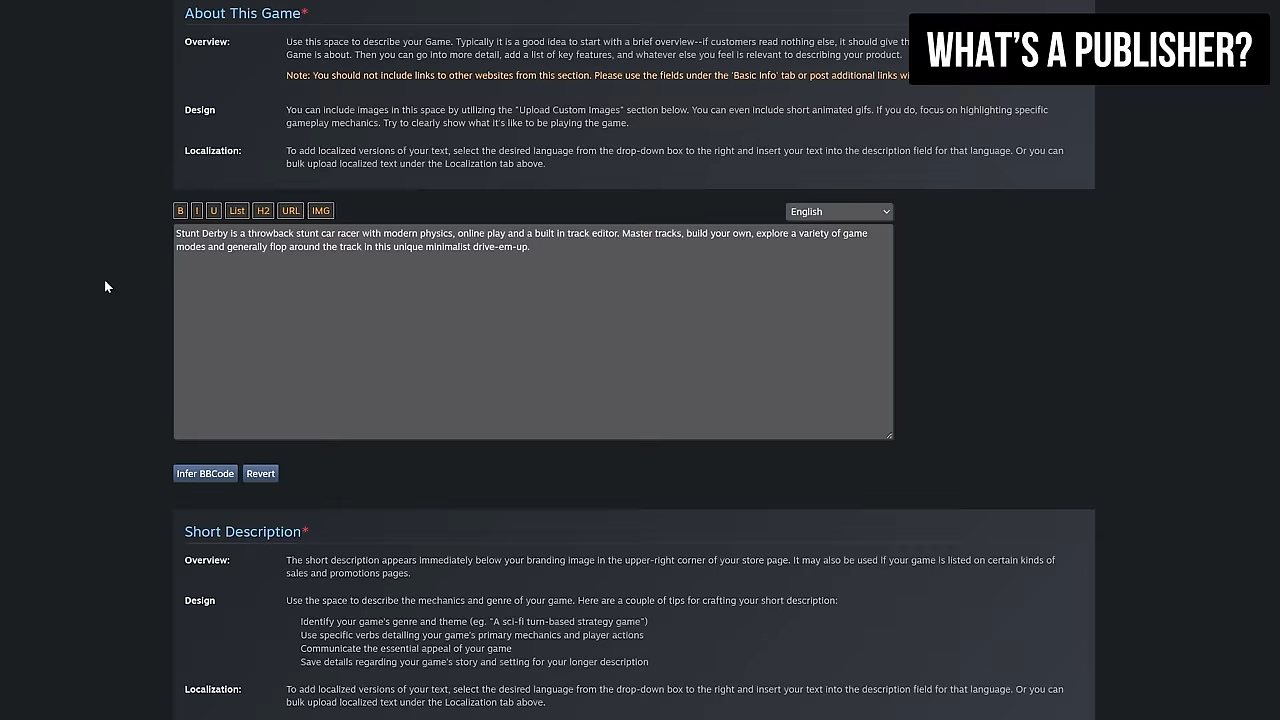 About This Game*
WHAT'S A PUBLISHER?
Overview: Use this space to describe your Game. Typically it is a good idea to start with a brief overview--if customers read nothing else, it should give th
Game is about. Then you can go into more detail, add a list of key features, and whatever else you feel is relevant to describing your product.
Note: You should not include links to other websites from this section. Please use the fields under the 'Basic Info' tab or post additional links wi
Design You can include images in this space by utilizing the "Upload Custom Images" section below. You can even include short animated gifs. If you do, focus on highlighting specific
gameplay mechanics. Try to clearly show what it's like to be playing the game.
Localization: To add localized versions of your text, select the desired language from the drop-down box to the right and insert your text into the description field for that language. Or you can
bulk upload localized text under the Localization tab above.
B I U List H2 URL IMG English
Stunt Derby is a throwback stunt car racer with modern physics, online play and a built in track editor. Master tracks, build your own, explore a variety of game
modes and generally flop around the track in this unique minimalist drive-em-up.
Infer BBCode Revert
Short Description*
Overview: The short description appears immediately below your branding image in the upper-right corner of your store page. It may also be used if your game is listed on certain kinds of
sales and promotions pages.
Design Use the space to describe the mechanics and genre of your game. Here are a couple of tips for crafting your short description:
Identify your game's genre and theme (eg. "A sci-fi turn-based strategy game")
Use specific verbs detailing your game's primary mechanics and player actions
Communicate the essential appeal of your game
Save details regarding your game's story and setting for your longer description
Localization: To add localized versions of your text, select the desired language from the drop-down box to the right and insert your text into the description field for that language. Or you can
bulk upload localized text under the Localization tab above.